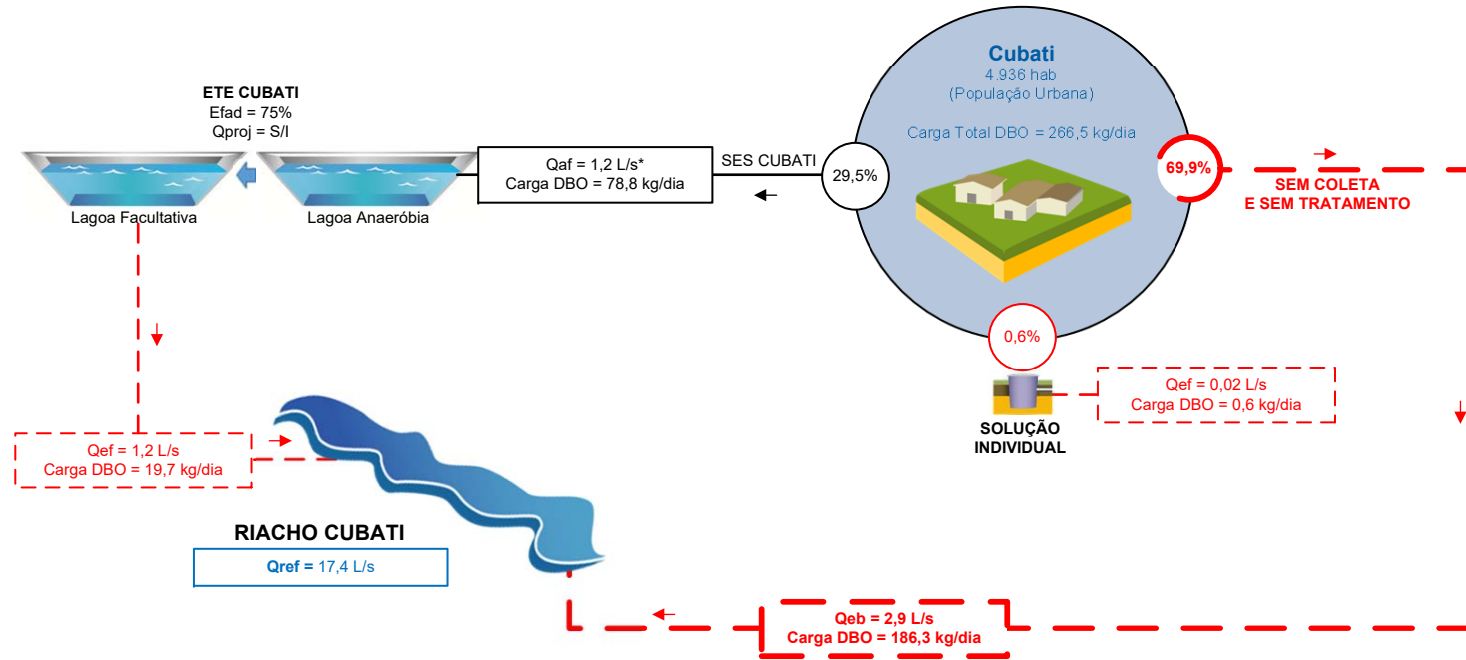 Cubati
4.936 hab
(População Urbana)
Carga Total DBO = 266,5 kg/dia
ETE CUBATI
Efad = 75%
Qproj = S/I
Lagoa Facultativa
Lagoa Anaeróbia
Qaf = 1,2 L/s*
Carga DBO = 78,8 kg/dia
SES CUBATI
29,5%
69,9%
SEM COLETA
E SEM TRATAMENTO
0,6%
SOLUÇÃO
INDIVIDUAL
Qef = 0,02 L/s
Carga DBO = 0,6 kg/dia
Qef = 1,2 L/s
Carga DBO = 19,7 kg/dia
RIACHO CUBATI
Qref = 17,4 L/s
Qeb = 2,9 L/s
Carga DBO = 186,3 kg/dia